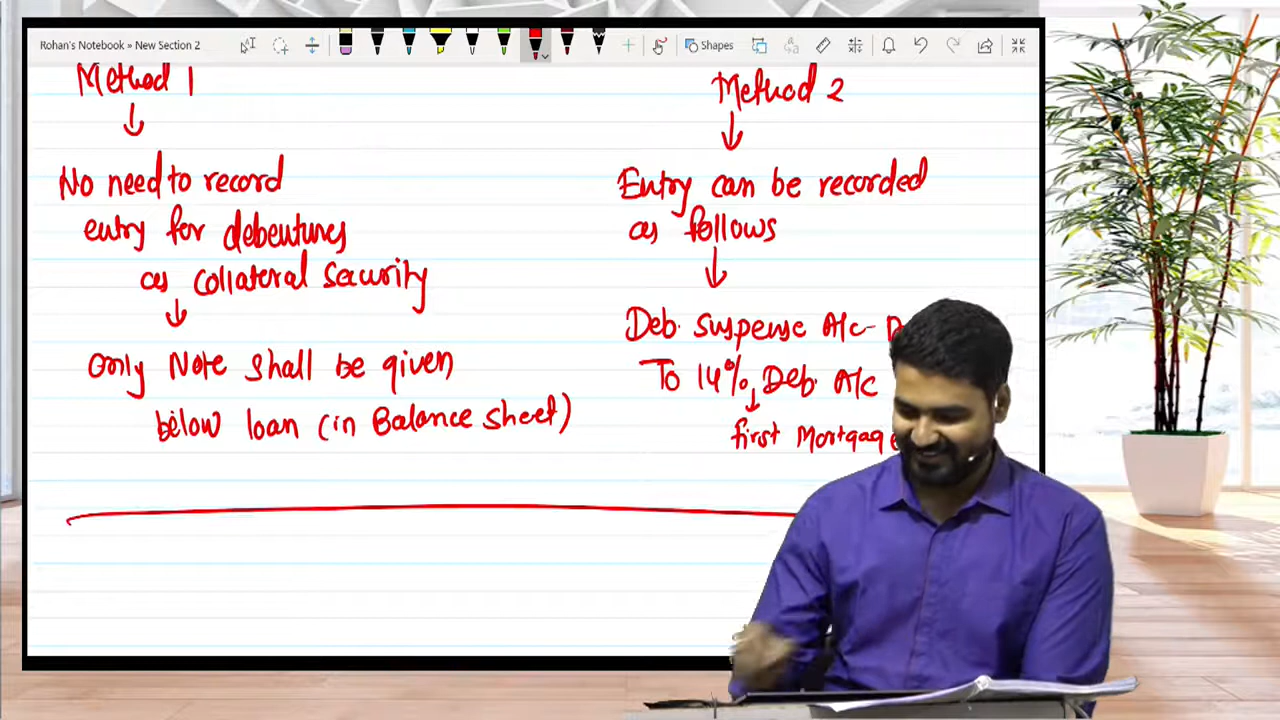 Rohan's Notebook » New Section 2
Shapes
Method 1
No need to record
entry for debentures
as collateral Security
Only Note Shall be given
below loan (in Balance Sheet)
Method 2
Entry can be recorded
as follows
Deb. Suspense A/c-
To 14% Deb. A/c
first Mortgage